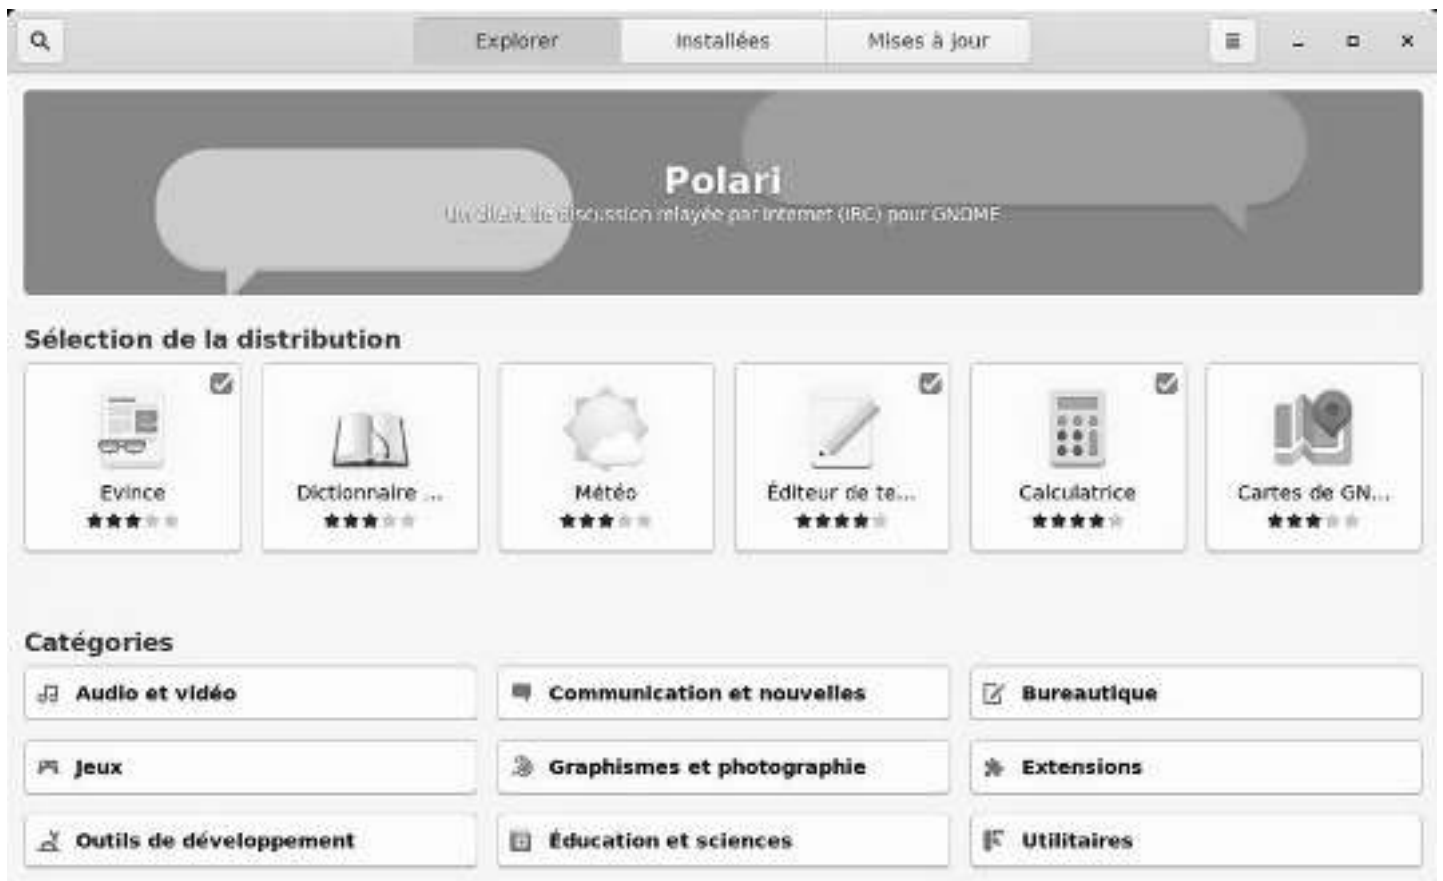 Explorer
Installées
Mises à jour
Polari
Un client de discussion relayée par Internet (IRC) pour GNOME
Sélection de la distribution
Evince
Dictionnaire ...
Météo
Éditeur de te...
Calculatrice
Cartes de GN...
Catégories
Audio et vidéo
Communication et nouvelles
Bureautique
Jeux
Graphismes et photographie
Extensions
Outils de développement
Éducation et sciences
Utilitaires